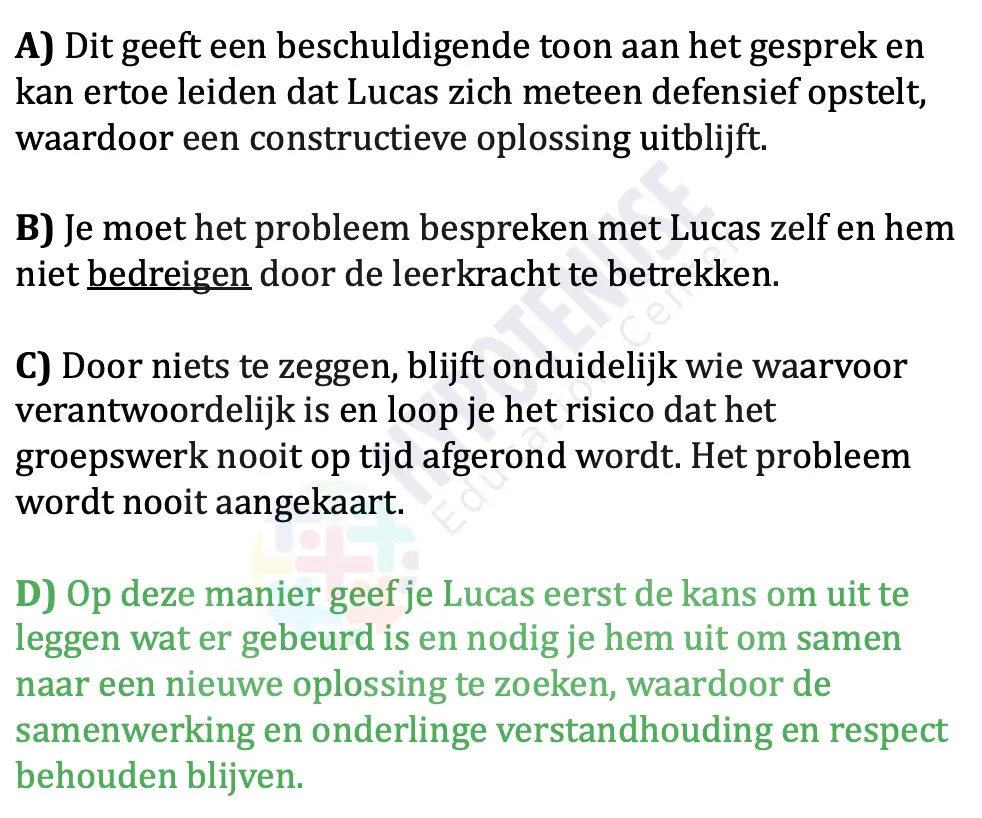 A) Dit geeft een beschuldigende toon aan het gesprek en
kan ertoe leiden dat Lucas zich meteen defensief opstelt,
waardoor een constructieve oplossing uitblijft.
B) Je moet het probleem bespreken met Lucas zelf en hem
niet bedreigen door de leerkracht te betrekken.
C) Door niets te zeggen, blijft onduidelijk wie waarvoor
verantwoordelijk is en loop je het risico dat het
groepswerk nooit op tijd afgerond wordt. Het probleem
wordt nooit aangekaart.
D) Op deze manier geef je Lucas eerst de kans om uit te
leggen wat er gebeurd is en nodig je hem uit om samen
naar een nieuwe oplossing te zoeken, waardoor de
samenwerking en onderlinge verstandhouding en respect
behouden blijven.
HYPOTENUSE
Education Center